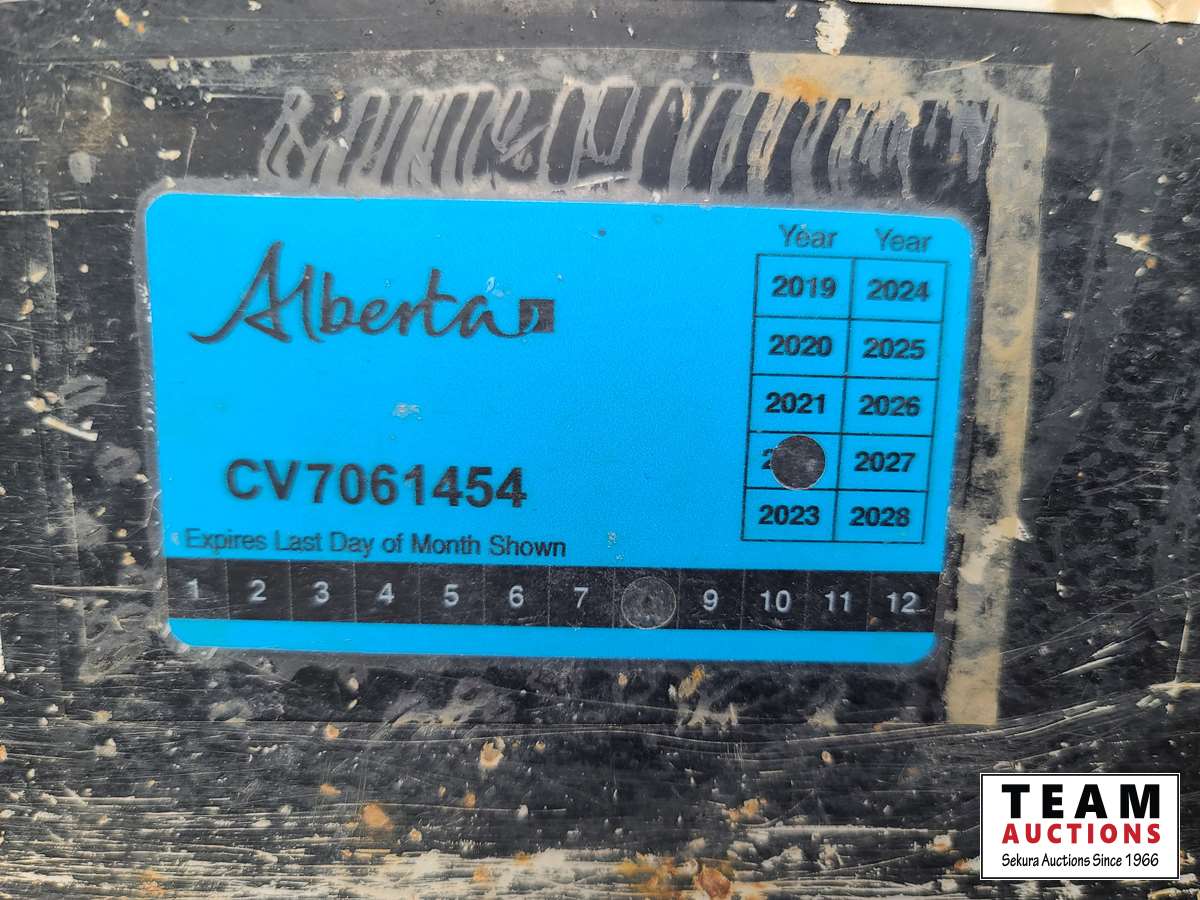 Alberta
Year Year
2019 2024
2020 2025
2021 2026
2027
2023 2028
CV7061454
Expires Last Day of Month Shown
1 2 3 4 5 6 7 9 10 11 12
TEAM
AUCTIONS
Sekura Auctions Since 1966